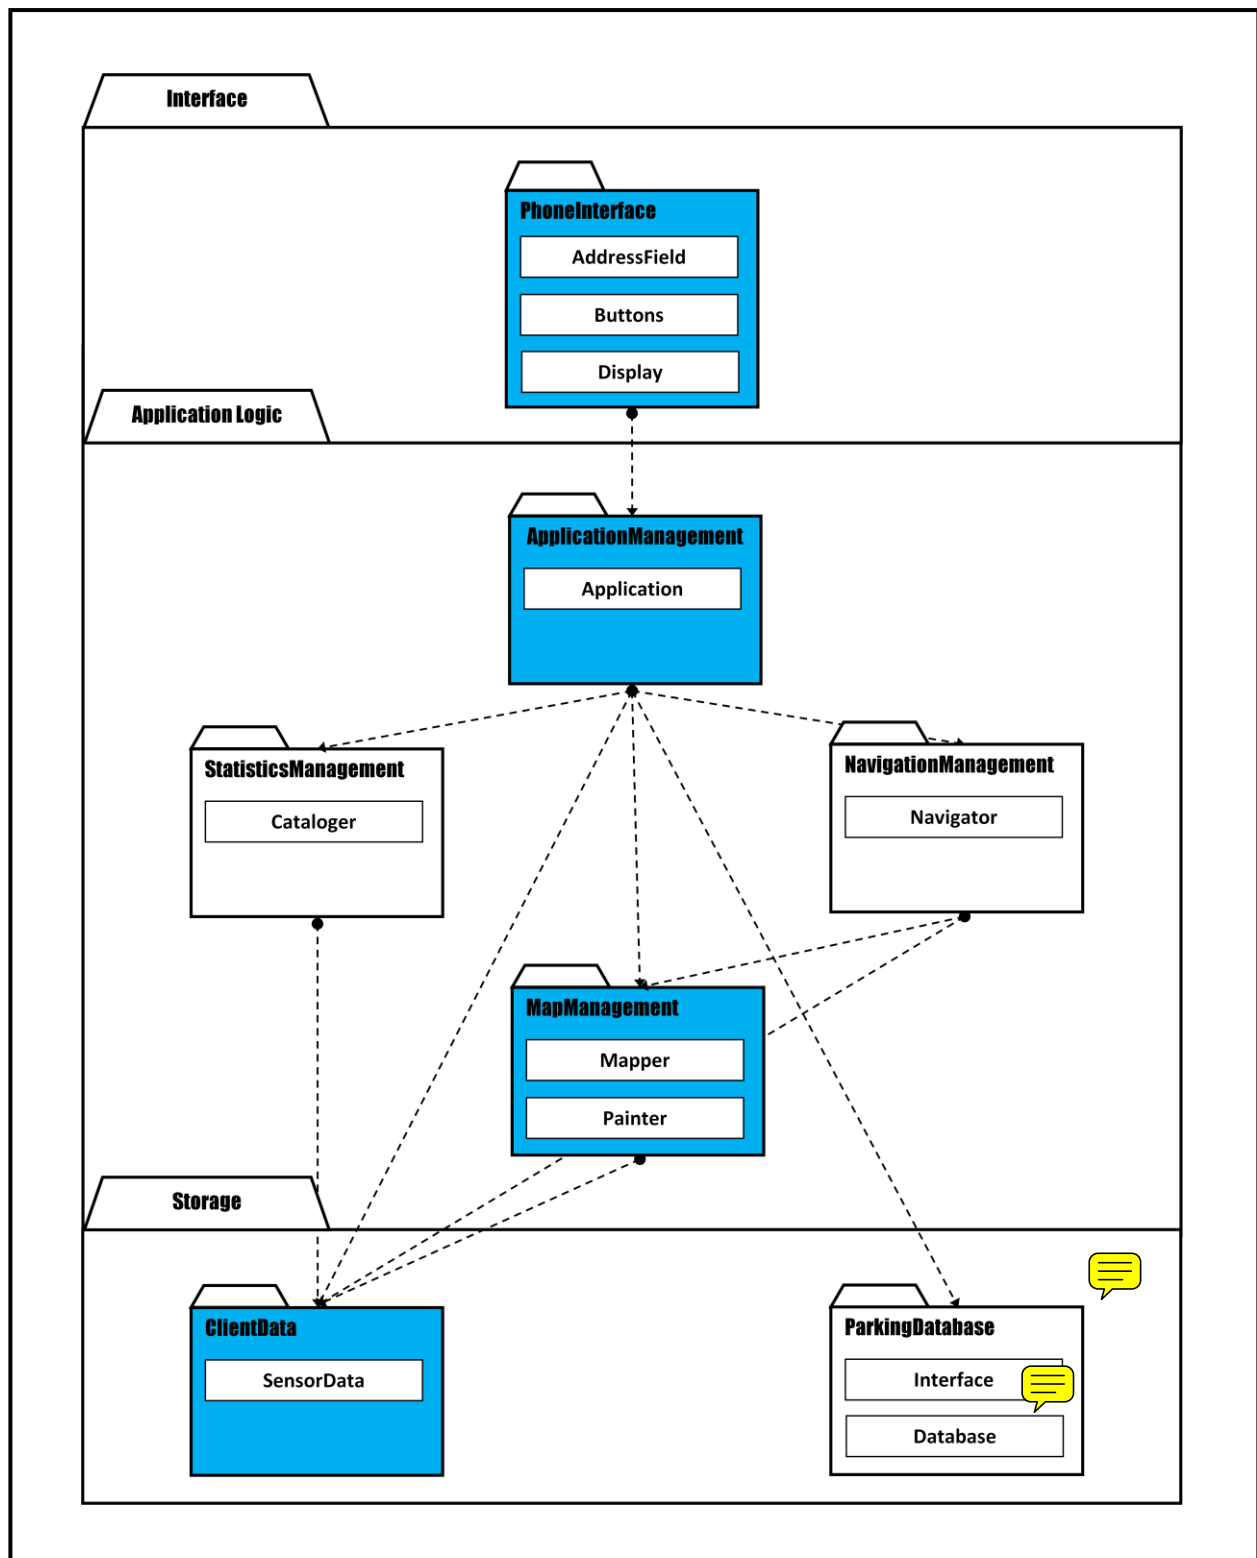 Interface
PhoneInterface
AddressField
Buttons
Display
Application Logic
ApplicationManagement
Application
StatisticsManagement
Cataloger
NavigationManagement
Navigator
MapManagement
Mapper
Painter
Storage
ClientData
SensorData
ParkingDatabase
Interface
Database